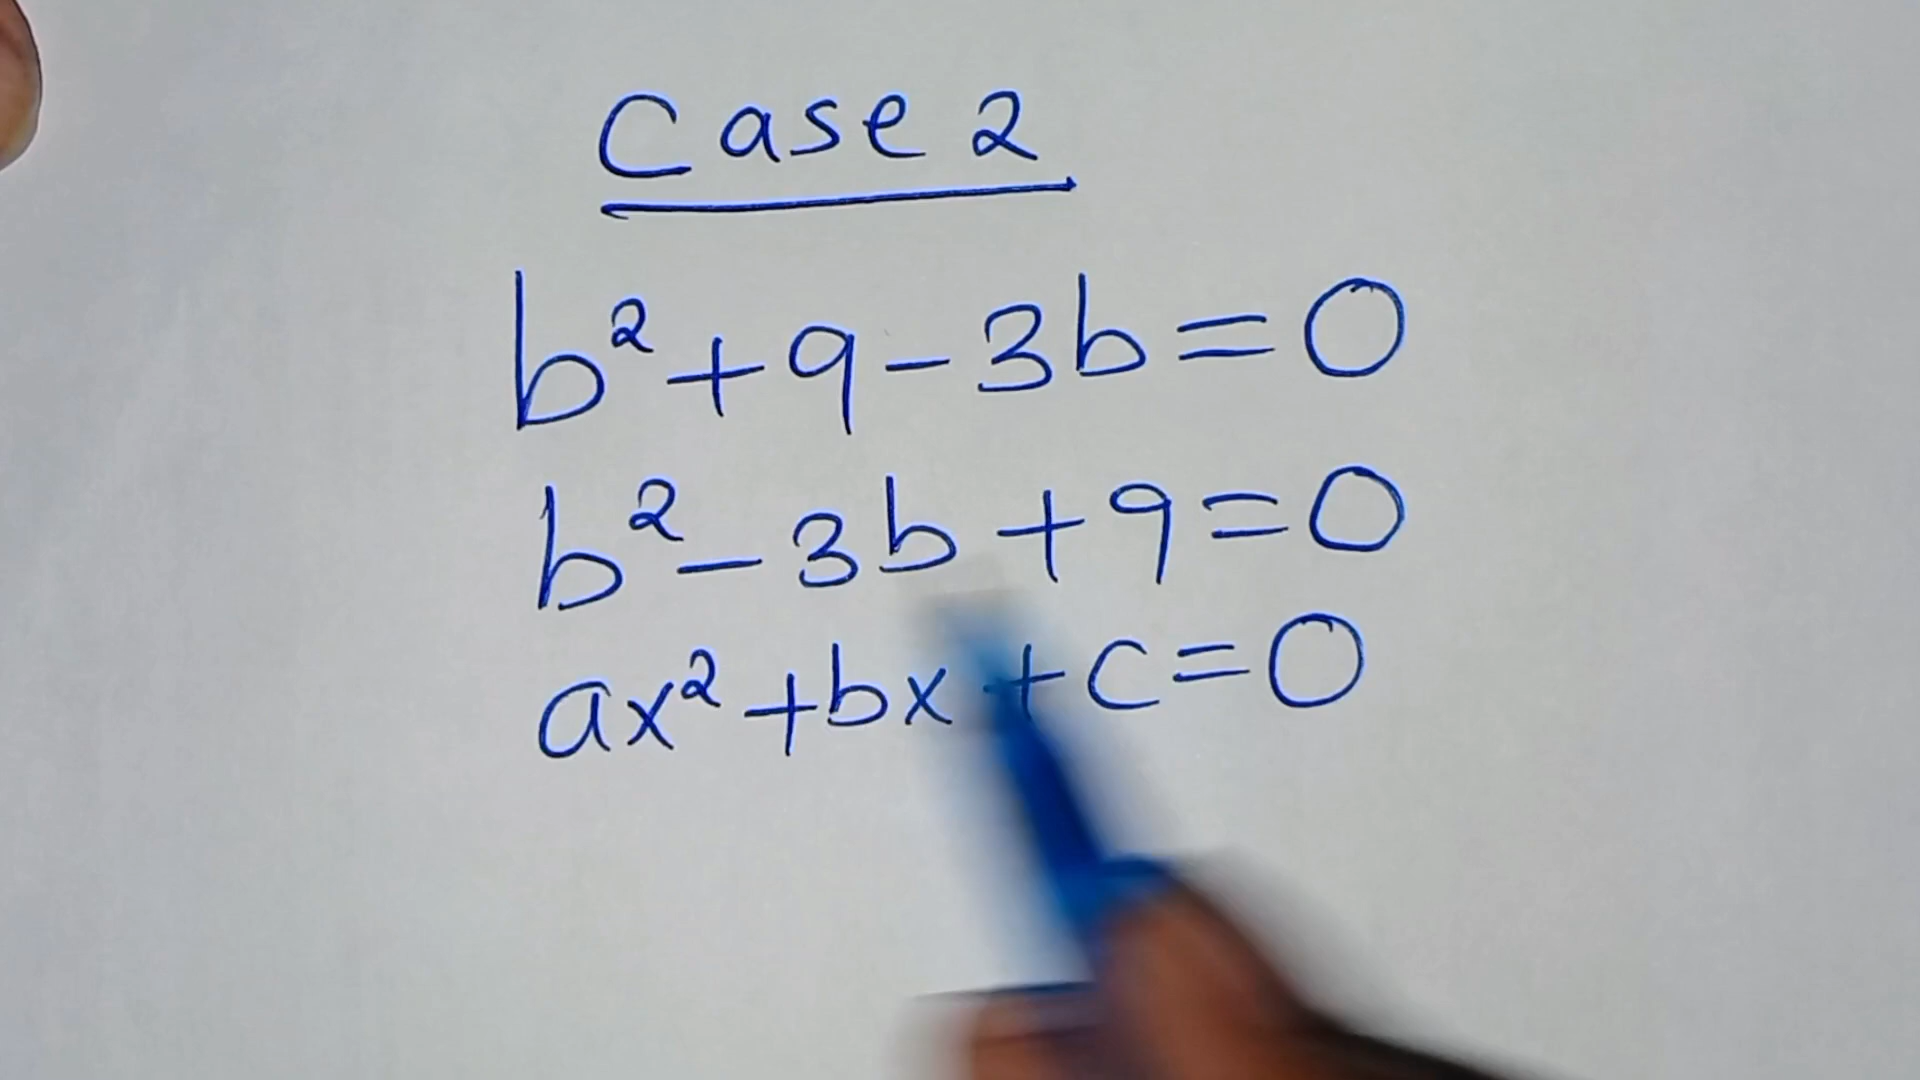 Case 2
b² + 9 - 3b = 0
b² - 3b + 9 = 0
ax² + bx + c = 0